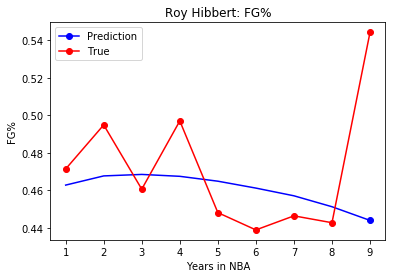 Roy Hibbert: FG%
Prediction
True
FG%
0.54
0.52
0.50
0.48
0.46
0.44
1 2 3 4 5 6 7 8 9
Years in NBA